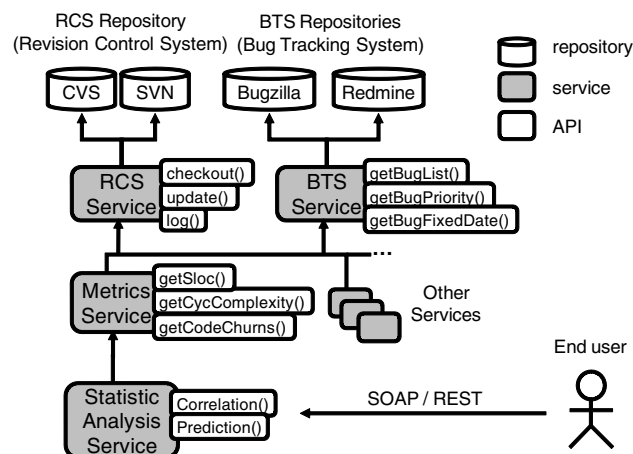 RCS Repository
(Revision Control System)
BTS Repositories
(Bug Tracking System)
repository
service
API
CVS
SVN
Bugzilla
Redmine
RCS
Service
checkout()
update()
log()
BTS
Service
getBugList()
getBugPriority()
getBugFixedDate()
...
Metrics
Service
getSloc()
getCycComplexity()
getCodeChurns()
Other
Services
End user
Statistic
Analysis
Service
Correlation()
Prediction()
SOAP / REST